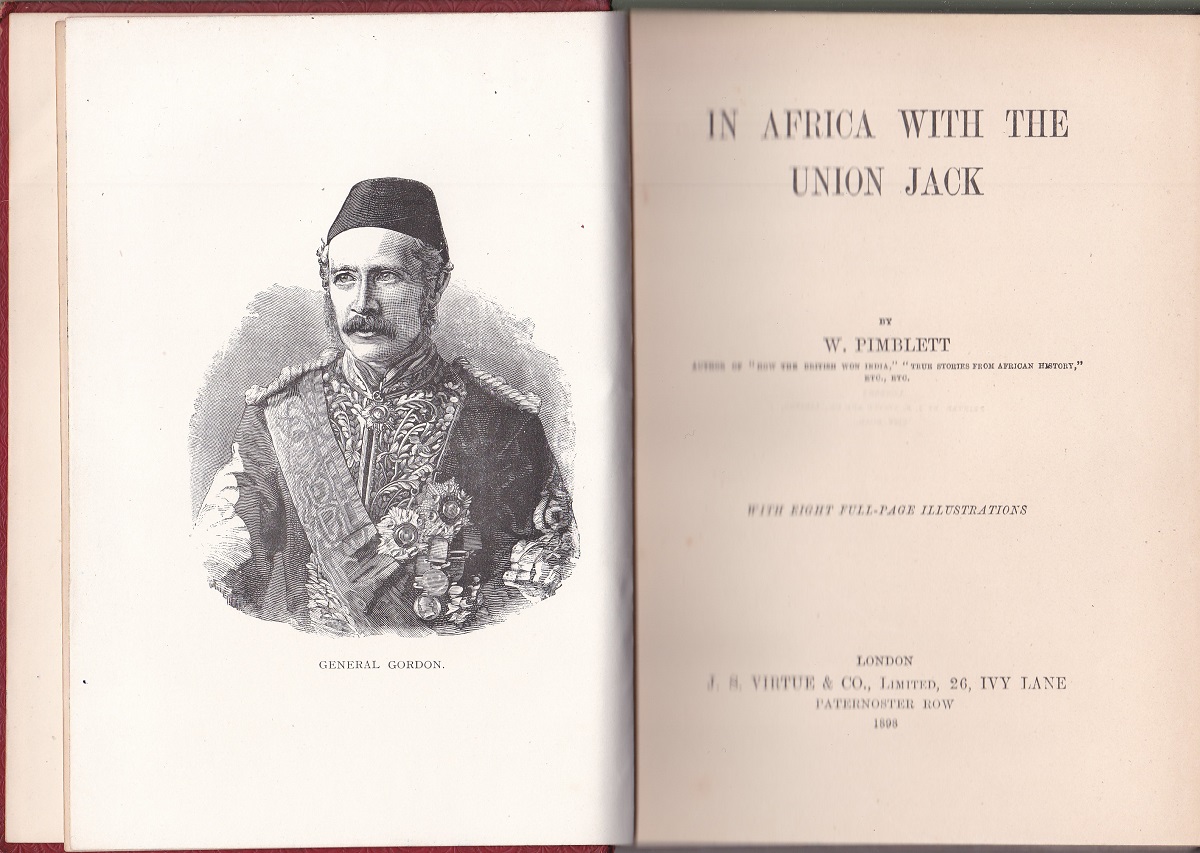 GENERAL GORDON.
IN AFRICA WITH THE
UNION JACK
BY
W. PIMBLETT
AUTHOR OF "HOW THE BRITISH WON INDIA," "TRUE STORIES FROM AFRICAN HISTORY,"
ETC., ETC.
WITH EIGHT FULL-PAGE ILLUSTRATIONS
LONDON
J. S. VIRTUE & CO., LIMITED, 26, IVY LANE
PATERNOSTER ROW
1898